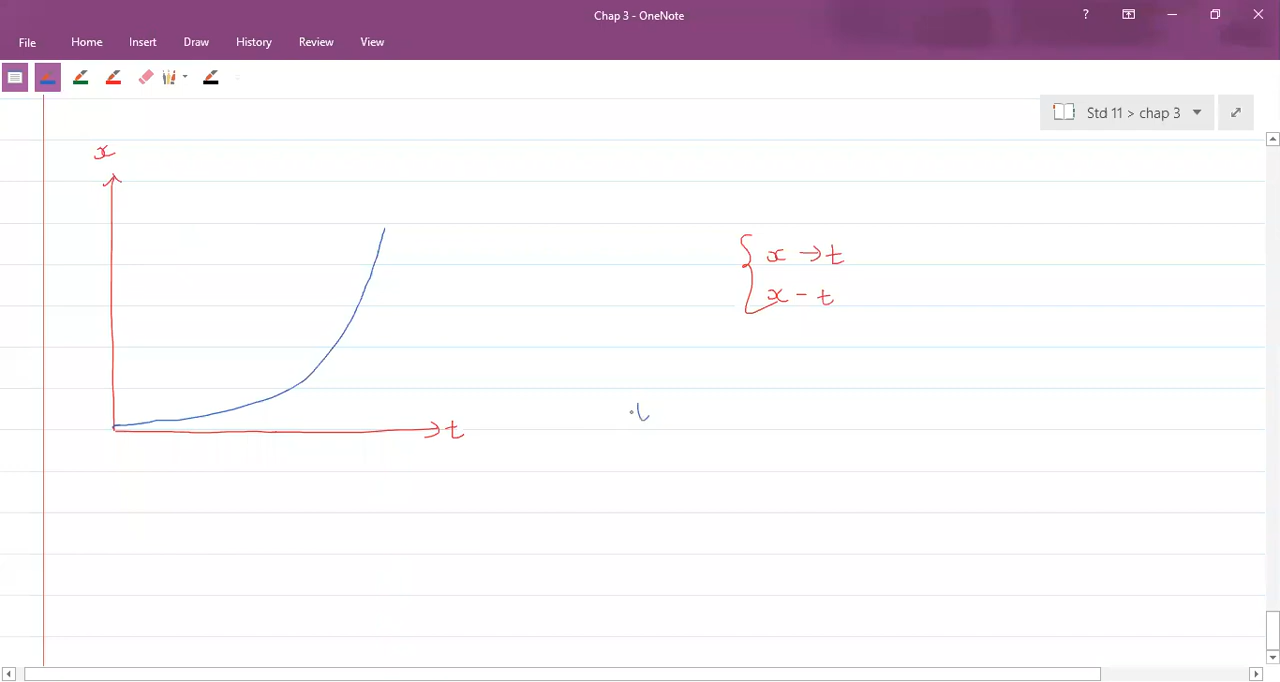 Chap 3 - OneNote
?
File Home Insert Draw History Review View
Std 11 > chap 3
x
x → t
x - t
t
t